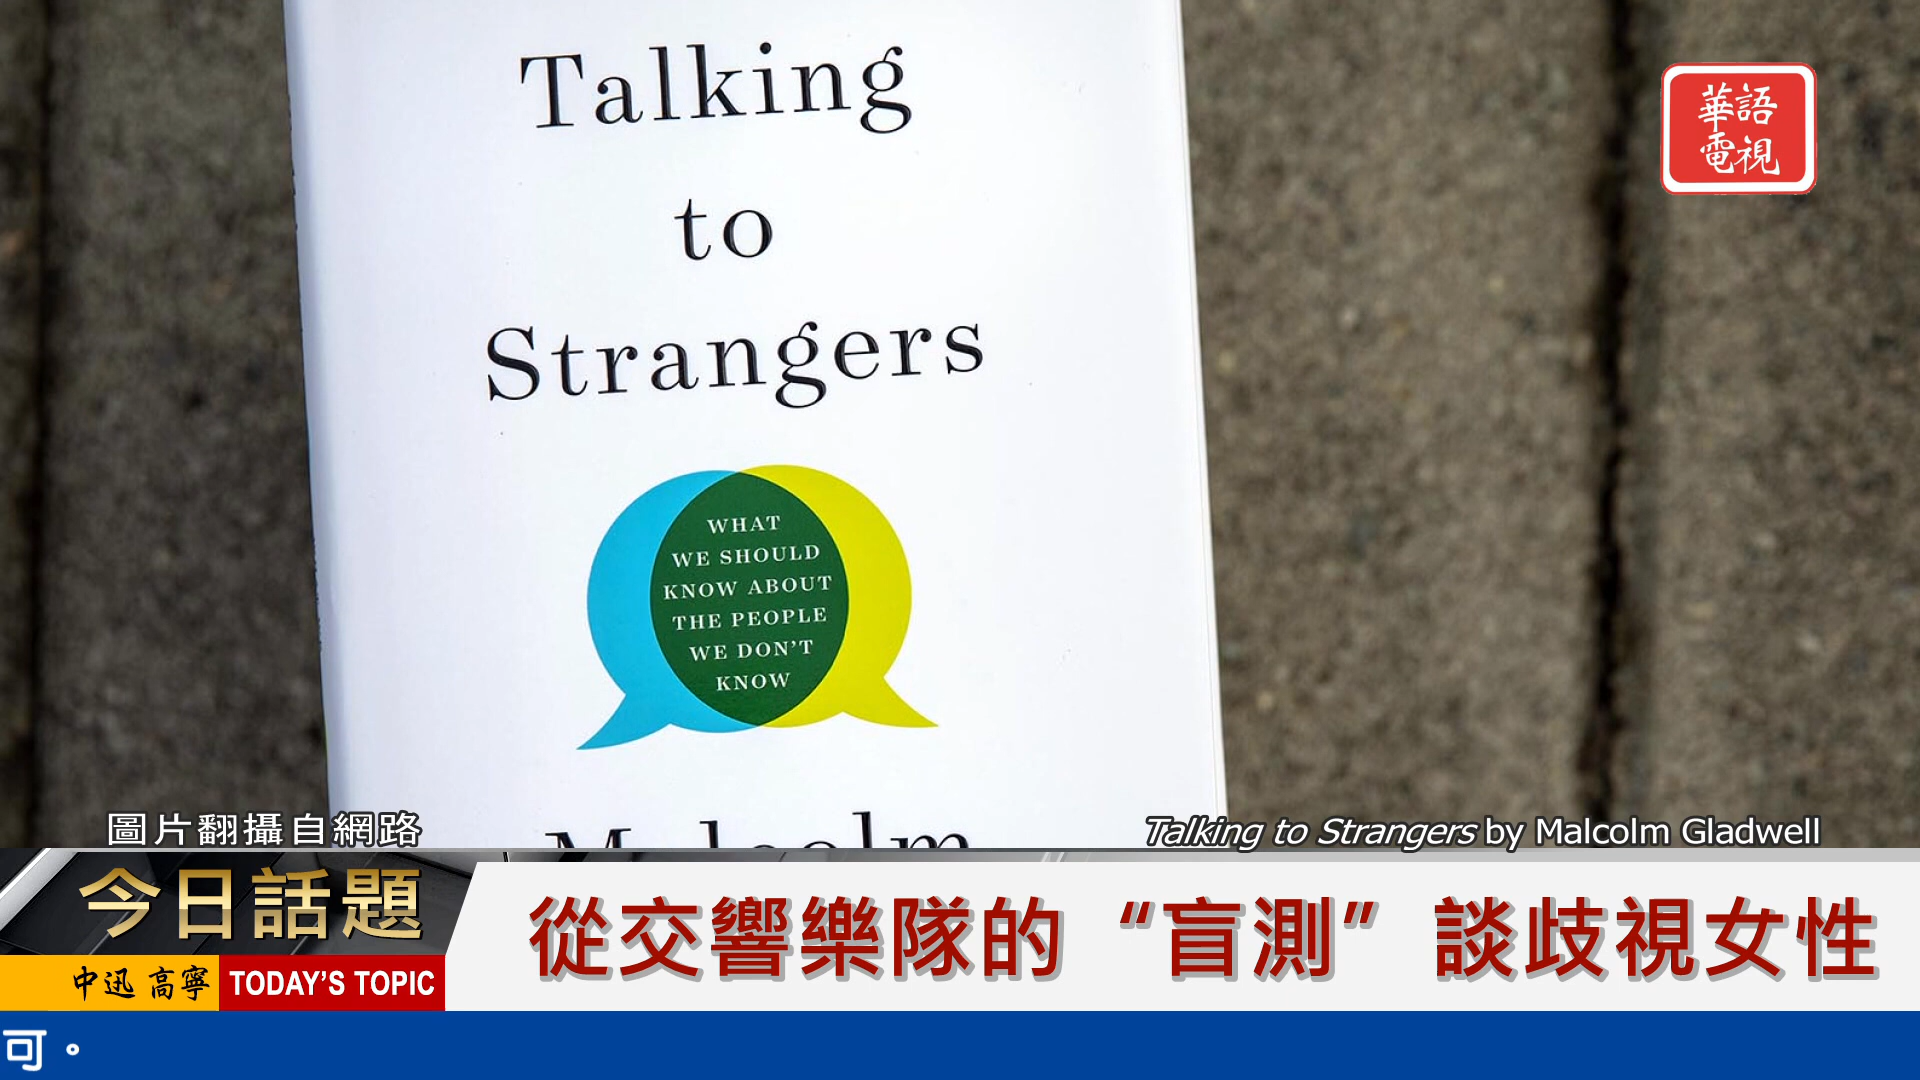 Talking
to
Strangers
華語
電視
WHAT
WE SHOULD
KNOW ABOUT
THE PEOPLE
WE DON'T
KNOW
Malcolm
圖片翻攝自網路
Talking to Strangers by Malcolm Gladwell
今日話題
從交響樂隊的“盲測”談歧視女性
中迅 高寧
TODAY'S TOPIC
可。